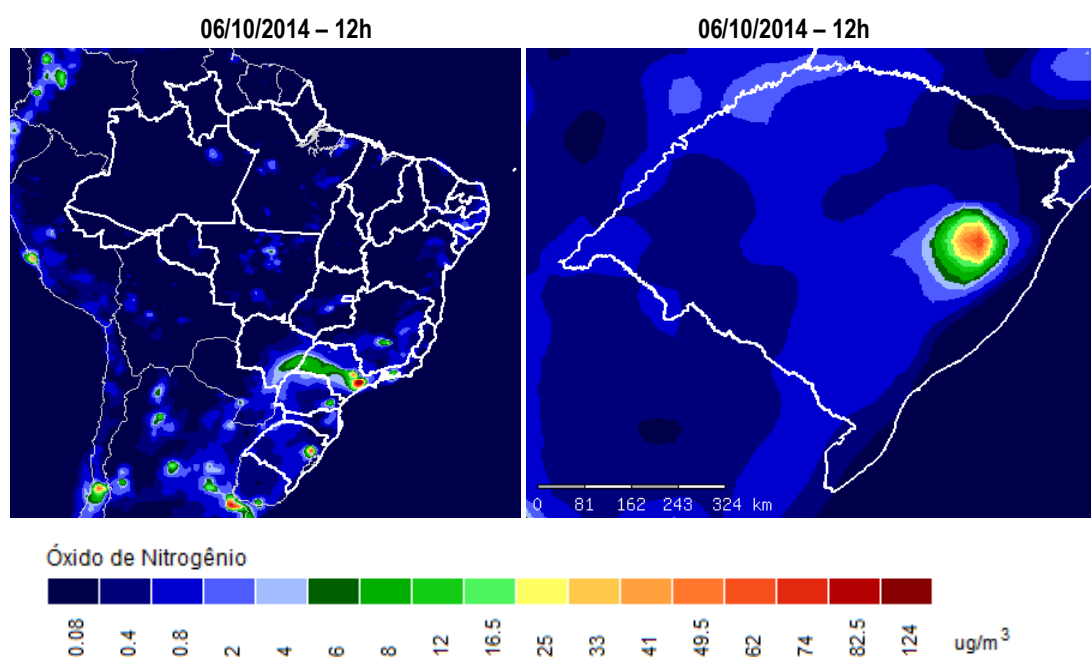 06/10/2014 – 12h
06/10/2014 – 12h
0 81 162 243 324 km
Óxido de Nitrogênio
0.08 0.4 0.8 2 4 6 8 12 16.5 25 33 41 49.5 62 74 82.5 124 ug/m³